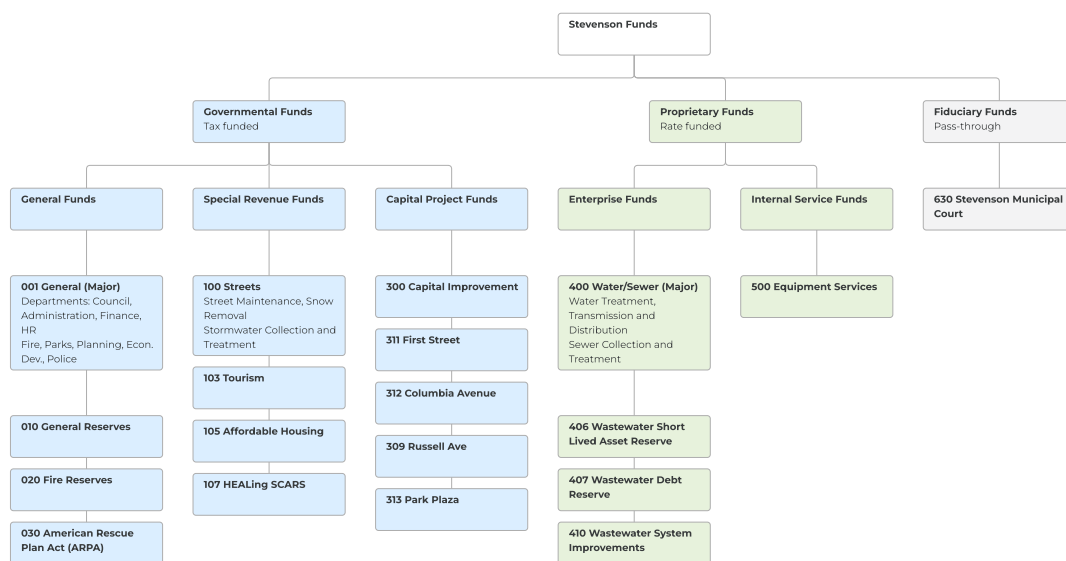 Stevenson Funds
Governmental Funds
Tax funded
Proprietary Funds
Rate funded
Fiduciary Funds
Pass-through
General Funds
Special Revenue Funds
Capital Project Funds
Enterprise Funds
Internal Service Funds
630 Stevenson Municipal
Court
001 General (Major)
Departments: Council,
Administration, Finance,
HR
Fire, Parks, Planning, Econ.
Dev., Police
010 General Reserves
020 Fire Reserves
030 American Rescue
Plan Act (ARPA)
100 Streets
Street Maintenance, Snow
Removal
Stormwater Collection and
Treatment
103 Tourism
105 Affordable Housing
107 HEALing SCARS
300 Capital Improvement
311 First Street
312 Columbia Avenue
309 Russell Ave
313 Park Plaza
400 Water/Sewer (Major)
Water Treatment,
Transmission and
Distribution
Sewer Collection and
Treatment
406 Wastewater Short
Lived Asset Reserve
407 Wastewater Debt
Reserve
410 Wastewater System
Improvements
500 Equipment Services